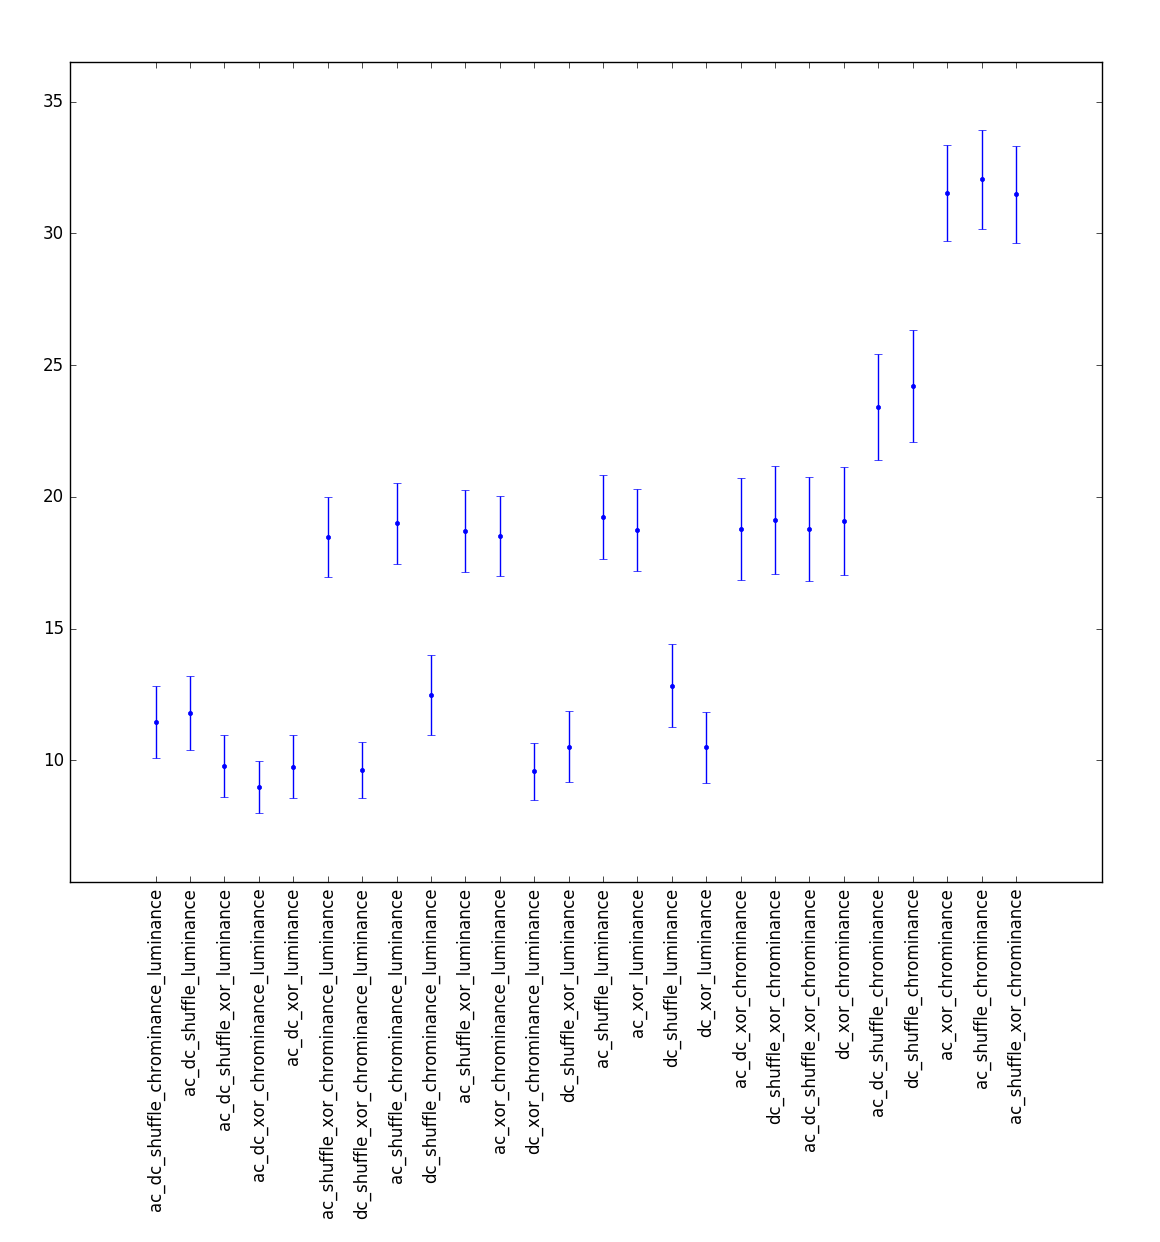 35
30
25
20
15
10
ac_dc_shuffle_chrominance_luminance
ac_dc_shuffle_luminance
ac_dc_shuffle_xor_luminance
ac_dc_xor_chrominance_luminance
ac_dc_xor_luminance
ac_shuffle_xor_chrominance_luminance
dc_shuffle_xor_chrominance_luminance
ac_shuffle_chrominance_luminance
dc_shuffle_chrominance_luminance
ac_shuffle_xor_luminance
ac_xor_chrominance_luminance
dc_xor_chrominance_luminance
dc_shuffle_xor_luminance
ac_shuffle_luminance
ac_xor_luminance
dc_shuffle_luminance
dc_xor_luminance
ac_dc_xor_chrominance
dc_shuffle_xor_chrominance
ac_dc_shuffle_xor_chrominance
dc_xor_chrominance
ac_dc_shuffle_chrominance
dc_shuffle_chrominance
ac_xor_chrominance
ac_shuffle_chrominance
ac_shuffle_xor_chrominance